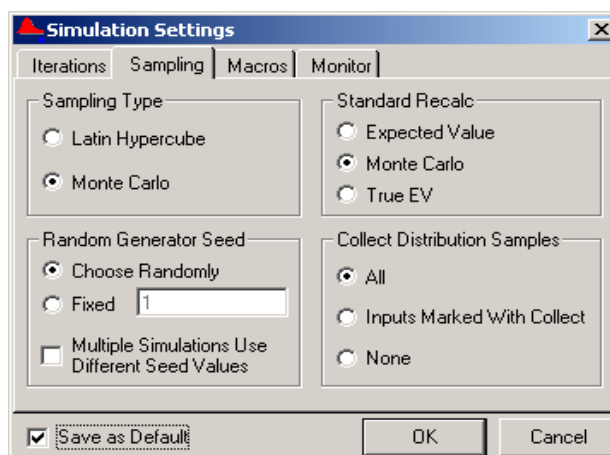 Simulation Settings
Iterations Sampling Macros Monitor
Sampling Type
Latin Hypercube
Monte Carlo
Standard Recalc
Expected Value
Monte Carlo
True EV
Random Generator Seed
Choose Randomly
Fixed 1
Multiple Simulations Use
Different Seed Values
Collect Distribution Samples
All
Inputs Marked With Collect
None
Save as Default
OK
Cancel